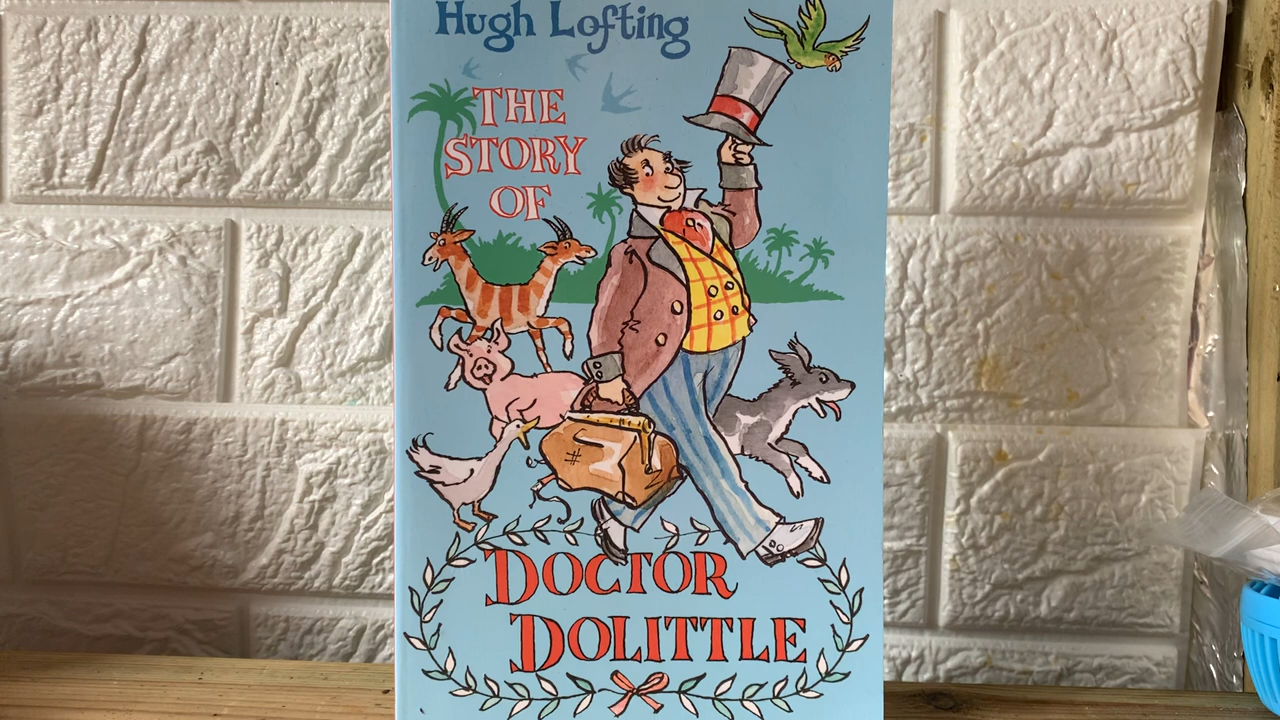 Hugh Lofting
THE
STORY
OF
DOCTOR
DOLITTLE